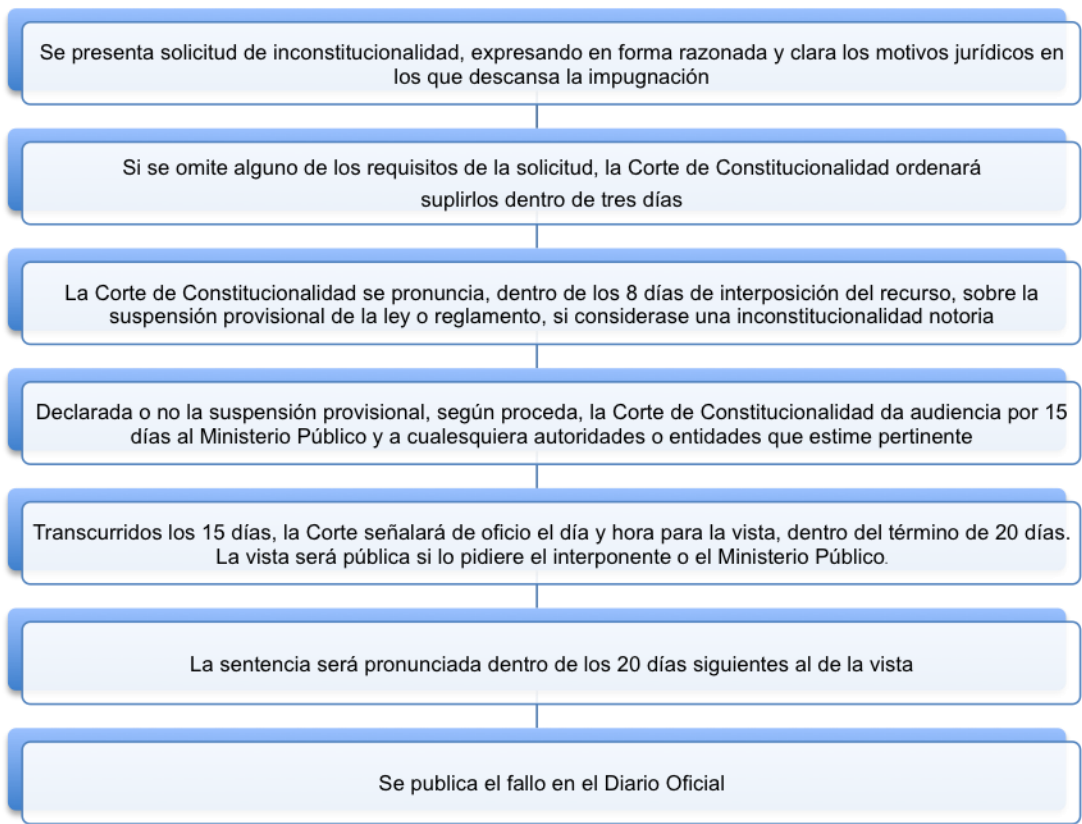 Se presenta solicitud de inconstitucionalidad, expresando en forma razonada y clara los motivos jurídicos en
los que descansa la impugnación
Si se omite alguno de los requisitos de la solicitud, la Corte de Constitucionalidad ordenará
suplirlos dentro de tres días
La Corte de Constitucionalidad se pronuncia, dentro de los 8 días de interposición del recurso, sobre la
suspensión provisional de la ley o reglamento, si considerase una inconstitucionalidad notoria
Declarada o no la suspensión provisional, según proceda, la Corte de Constitucionalidad da audiencia por 15
días al Ministerio Público y a cualesquiera autoridades o entidades que estime pertinente
Transcurridos los 15 días, la Corte señalará de oficio el día y hora para la vista, dentro del término de 20 días.
La vista será pública si lo pidiere el interponente o el Ministerio Público.
La sentencia será pronunciada dentro de los 20 días siguientes al de la vista
Se publica el fallo en el Diario Oficial